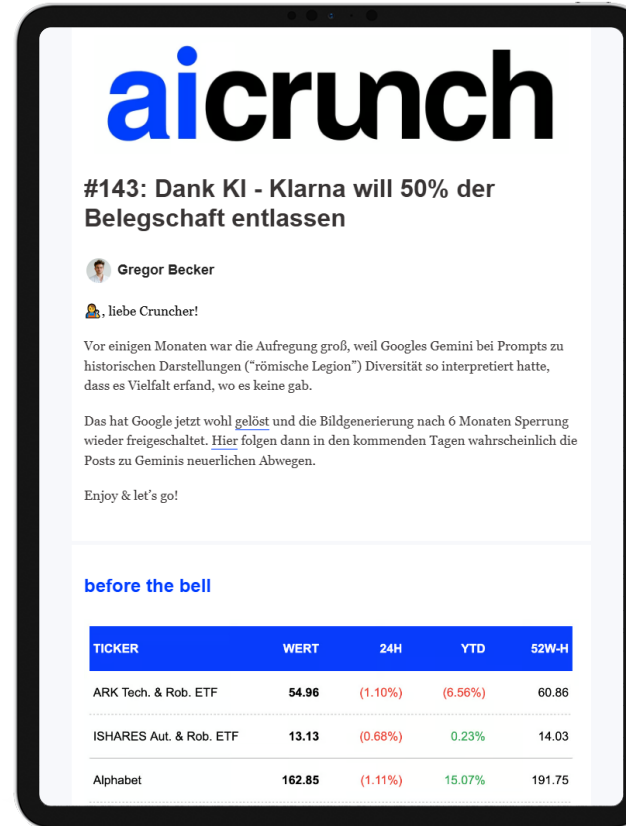 aicrunch
#143: Dank KI - Klarna will 50% der
Belegschaft entlassen
Gregor Becker
, liebe Cruncher!
Vor einigen Monaten war die Aufregung groß, weil Googles Gemini bei Prompts zu
historischen Darstellungen (“römische Legion”) Diversität so interpretiert hatte,
dass es Vielfalt erfand, wo es keine gab.
Das hat Google jetzt wohl gelöst und die Bildgenerierung nach 6 Monaten Sperrung
wieder freigeschaltet. Hier folgen dann in den kommenden Tagen wahrscheinlich die
Posts zu Geminis neuerlichen Abwegen.
Enjoy & let’s go!
before the bell
TICKER WERT 24H YTD 52W-H
ARK Tech. & Rob. ETF 54.96 (1.10%) (6.56%) 60.86
ISHARES Aut. & Rob. ETF 13.13 (0.68%) 0.23% 14.03
Alphabet 162.85 (1.11%) 15.07% 191.75